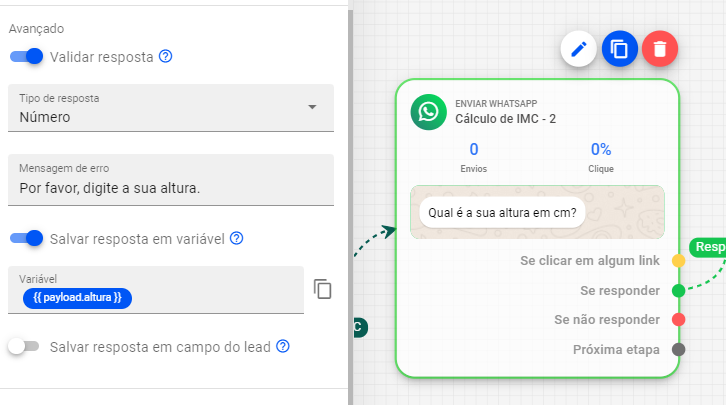 Avançado
Validar resposta
Tipo de resposta
Número
Mensagem de erro
Por favor, digite a sua altura.
Salvar resposta em variável
Variável
{{ payload.altura }}
Salvar resposta em campo do lead
ENVIAR WHATSAPP
Cálculo de IMC - 2
0
0%
Envios
Clique
Qual é a sua altura em cm?
Se clicar em algum link
Se responder
Se não responder
Próxima etapa
Resp
C